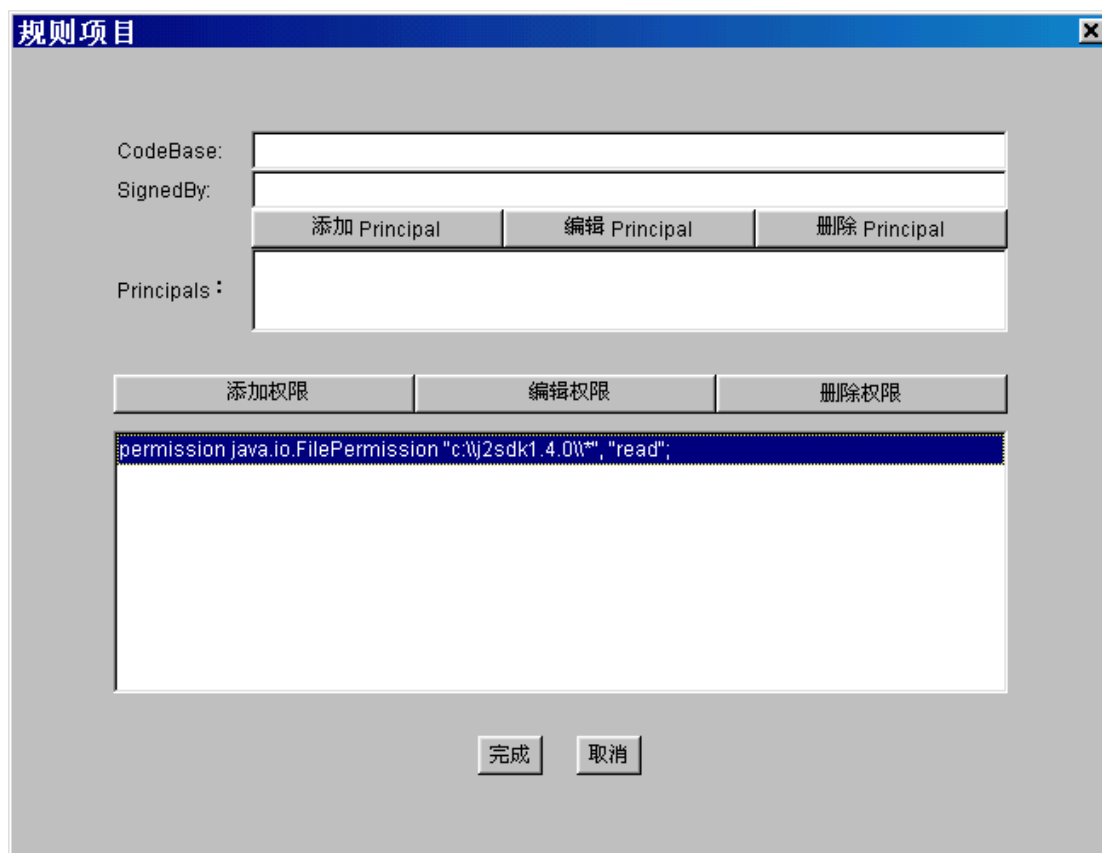 规则项目
CodeBase:
SignedBy:
添加 Principal 编辑 Principal 删除 Principal
Principals：
添加权限 编辑权限 删除权限
permission java.io.FilePermission "c:\\j2sdk1.4.0\\*", "read";
完成 取消